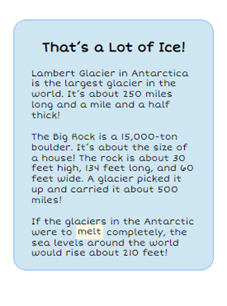 That's a Lot of Ice!
Lambert Glacier in Antarctica
is the largest glacier in the
world. It's about 250 miles
long and a mile and a half
thick!
The Big Rock is a 15,000-ton
boulder. It's about the size of
a house! The rock is about 30
feet high, 134 feet long, and 60
feet wide. A glacier picked it
up and carried it about 500
miles!
If the glaciers in the Antarctic
were to melt completely, the
sea levels around the world
would rise about 210 feet!